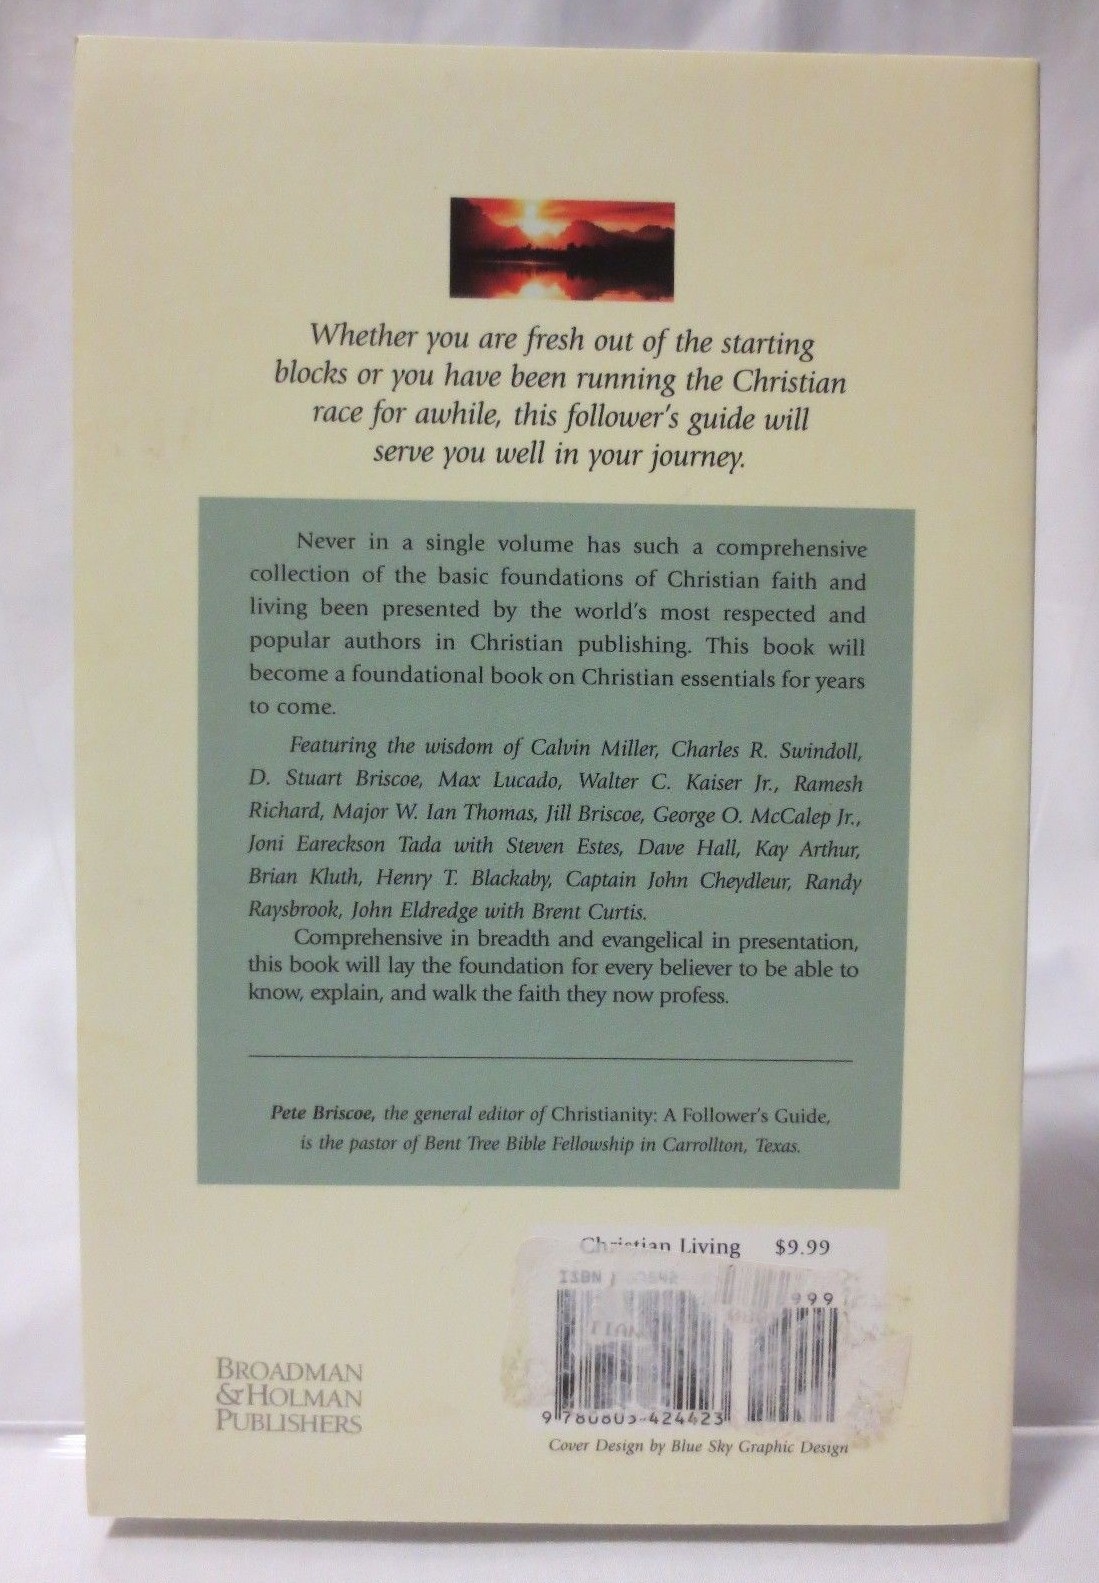 Whether you are fresh out of the starting
blocks or you have been running the Christian
race for awhile, this follower's guide will
serve you well in your journey.
Never in a single volume has such a comprehensive
collection of the basic foundations of Christian faith and
living been presented by the world's most respected and
popular authors in Christian publishing. This book will
become a foundational book on Christian essentials for years
to come.
Featuring the wisdom of Calvin Miller, Charles R. Swindoll,
D. Stuart Briscoe, Max Lucado, Walter C. Kaiser Jr., Ramesh
Richard, Major W. Ian Thomas, Jill Briscoe, George O. McCalep Jr.,
Joni Eareckson Tada with Steven Estes, Dave Hall, Kay Arthur,
Brian Kluth, Henry T. Blackaby, Captain John Cheydleur, Randy
Raysbrook, John Eldredge with Brent Curtis.
Comprehensive in breadth and evangelical in presentation,
this book will lay the foundation for every believer to be able to
know, explain, and walk the faith they now profess.
Pete Briscoe, the general editor of Christianity: A Follower's Guide,
is the pastor of Bent Tree Bible Fellowship in Carrollton, Texas.
Christian Living $9.99
ISBN
999
9 780805-424423
BROADMAN
&HOLMAN
PUBLISHERS
Cover Design by Blue Sky Graphic Design